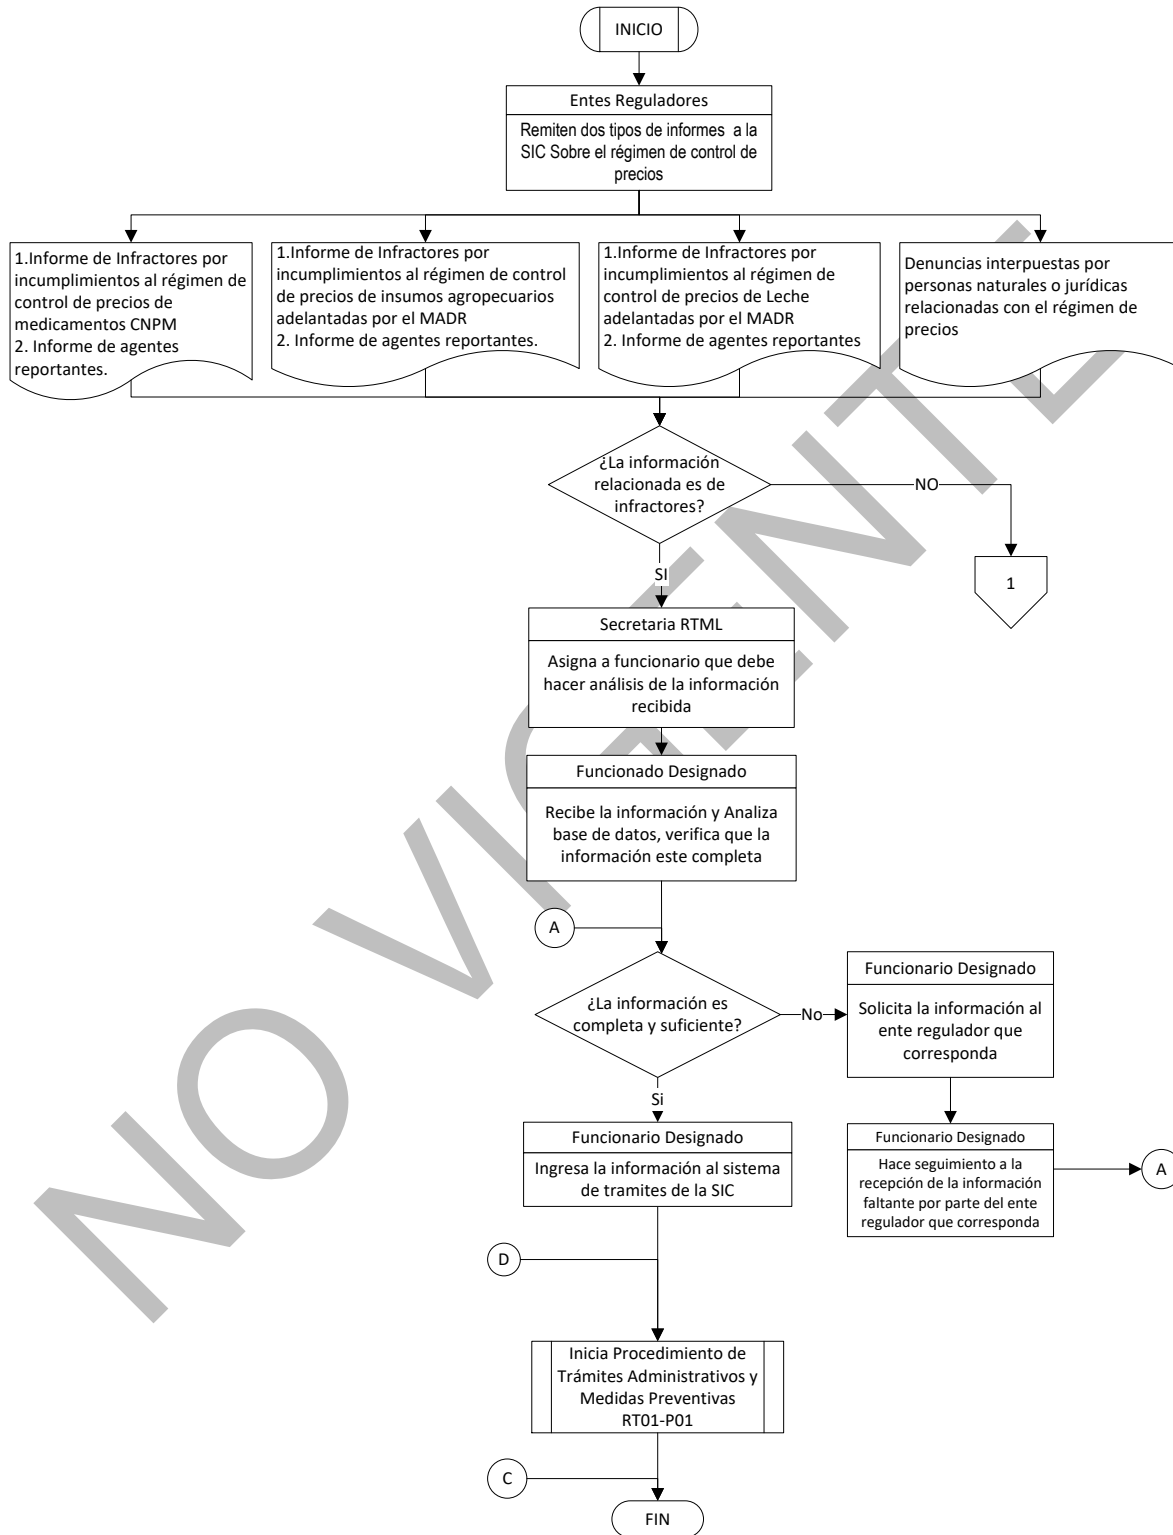 INICIO
Entes Reguladores
Remiten dos tipos de informes a la
SIC Sobre el régimen de control de
precios
1.Informe de Infractores por
incumplimientos al régimen de
control de precios de
medicamentos CNPM
2. Informe de agentes
reportantes.
1.Informe de Infractores por
incumplimientos al régimen de control
de precios de insumos agropecuarios
adelantadas por el MADR
2. Informe de agentes reportantes.
1.Informe de Infractores por
incumplimientos al régimen de
control de precios de Leche
adelantadas por el MADR
2. Informe de agentes reportantes
Denuncias interpuestas por
personas naturales o jurídicas
relacionadas con el régimen de
precios
¿La información
relacionada es de
infractores?
NO
1
SI
Secretaria RTML
Asigna a funcionario que debe
hacer análisis de la información
recibida
Funcionado Designado
Recibe la información y Analiza
base de datos, verifica que la
información este completa
A
¿La información es
completa y suficiente?
No
Funcionario Designado
Solicita la información al
ente regulador que
corresponda
Si
Funcionario Designado
Ingresa la información al sistema
de tramites de la SIC
Funcionario Designado
Hace seguimiento a la
recepción de la información
faltante por parte del ente
regulador que corresponda
A
D
Inicia Procedimiento de
Trámites Administrativos y
Medidas Preventivas
RT01-P01
C
FIN
NO VIGENTE